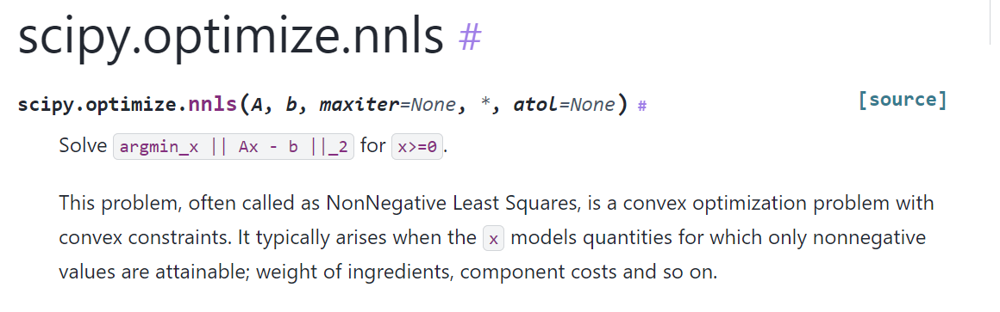 scipy.optimize.nnls #
scipy.optimize.nnls(A, b, maxiter=None, *, atol=None) # [source]
Solve argmin_x || Ax - b ||_2 for x>=0.
This problem, often called as NonNegative Least Squares, is a convex optimization problem with
convex constraints. It typically arises when the x models quantities for which only nonnegative
values are attainable; weight of ingredients, component costs and so on.